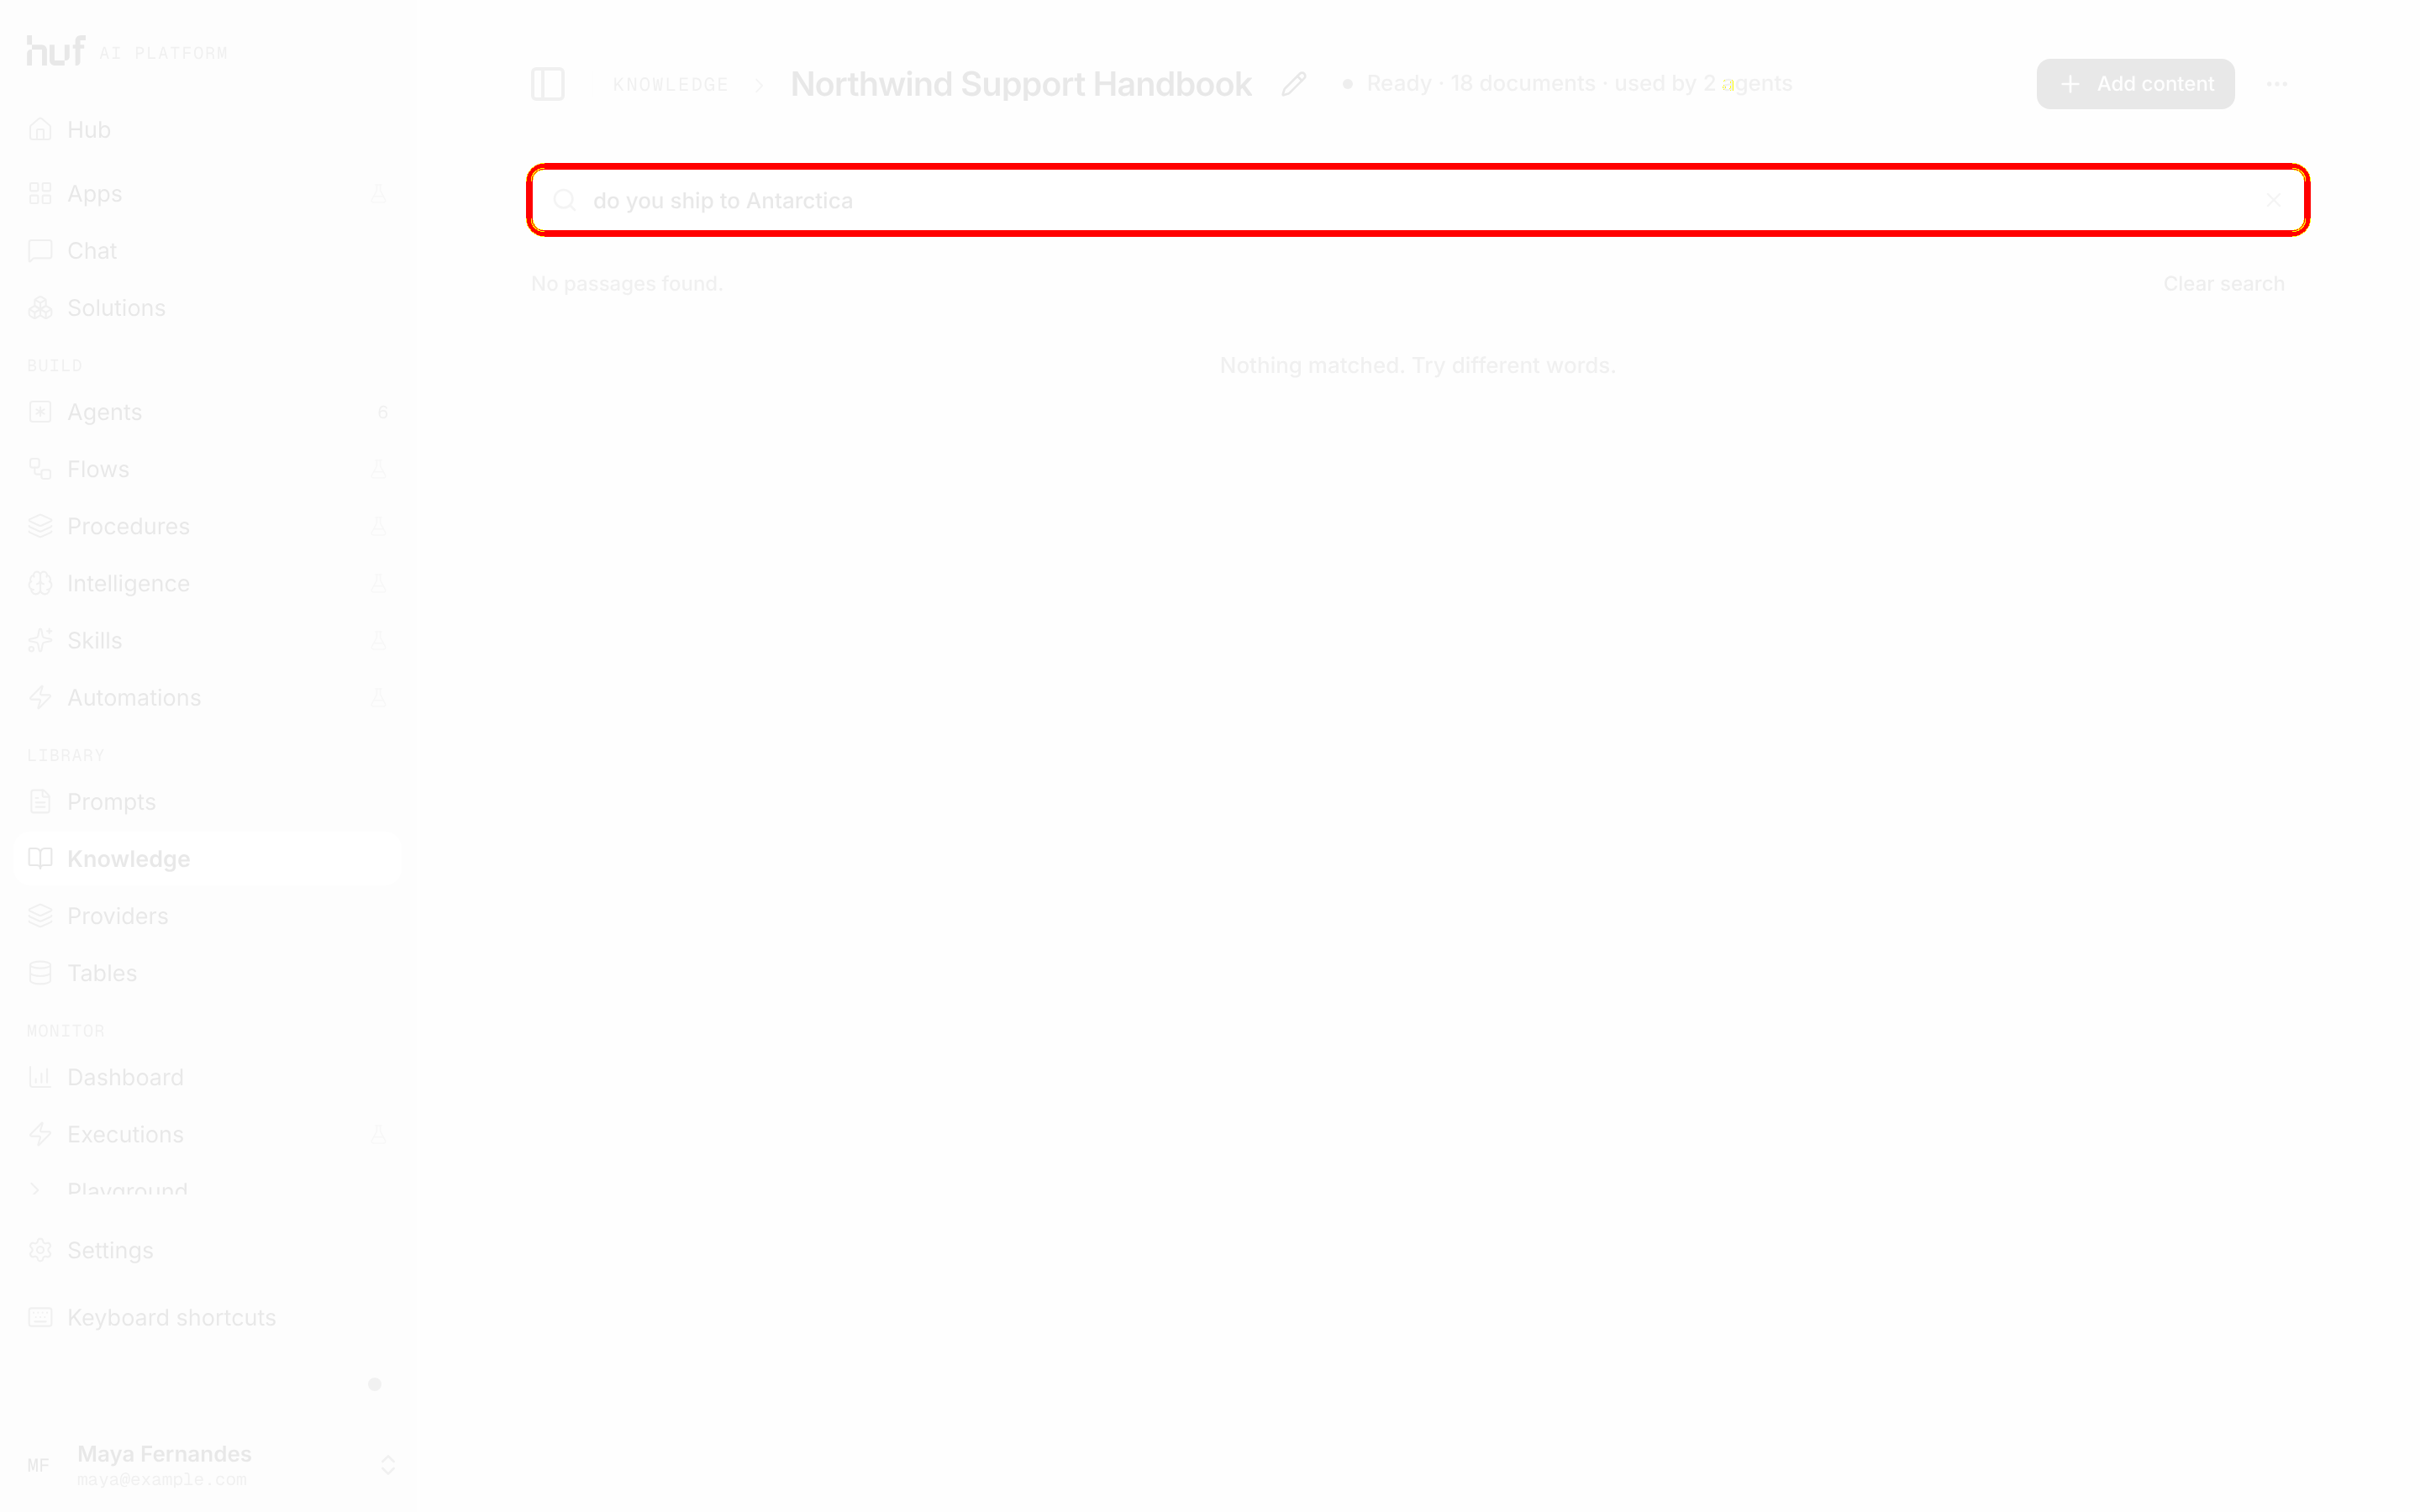 huf AI PLATFORM
Hub
Apps
Chat
Solutions
BUILD
Agents 6
Flows
Procedures
Intelligence
Skills
Automations
LIBRARY
Prompts
Knowledge
Providers
Tables
MONITOR
Dashboard
Executions
Playground
Settings
Keyboard shortcuts
MF Maya Fernandes
maya@example.com
KNOWLEDGE > Northwind Support Handbook Ready · 18 documents · used by 2 agents + Add content
do you ship to Antarctica
No passages found. Clear search
Nothing matched. Try different words.